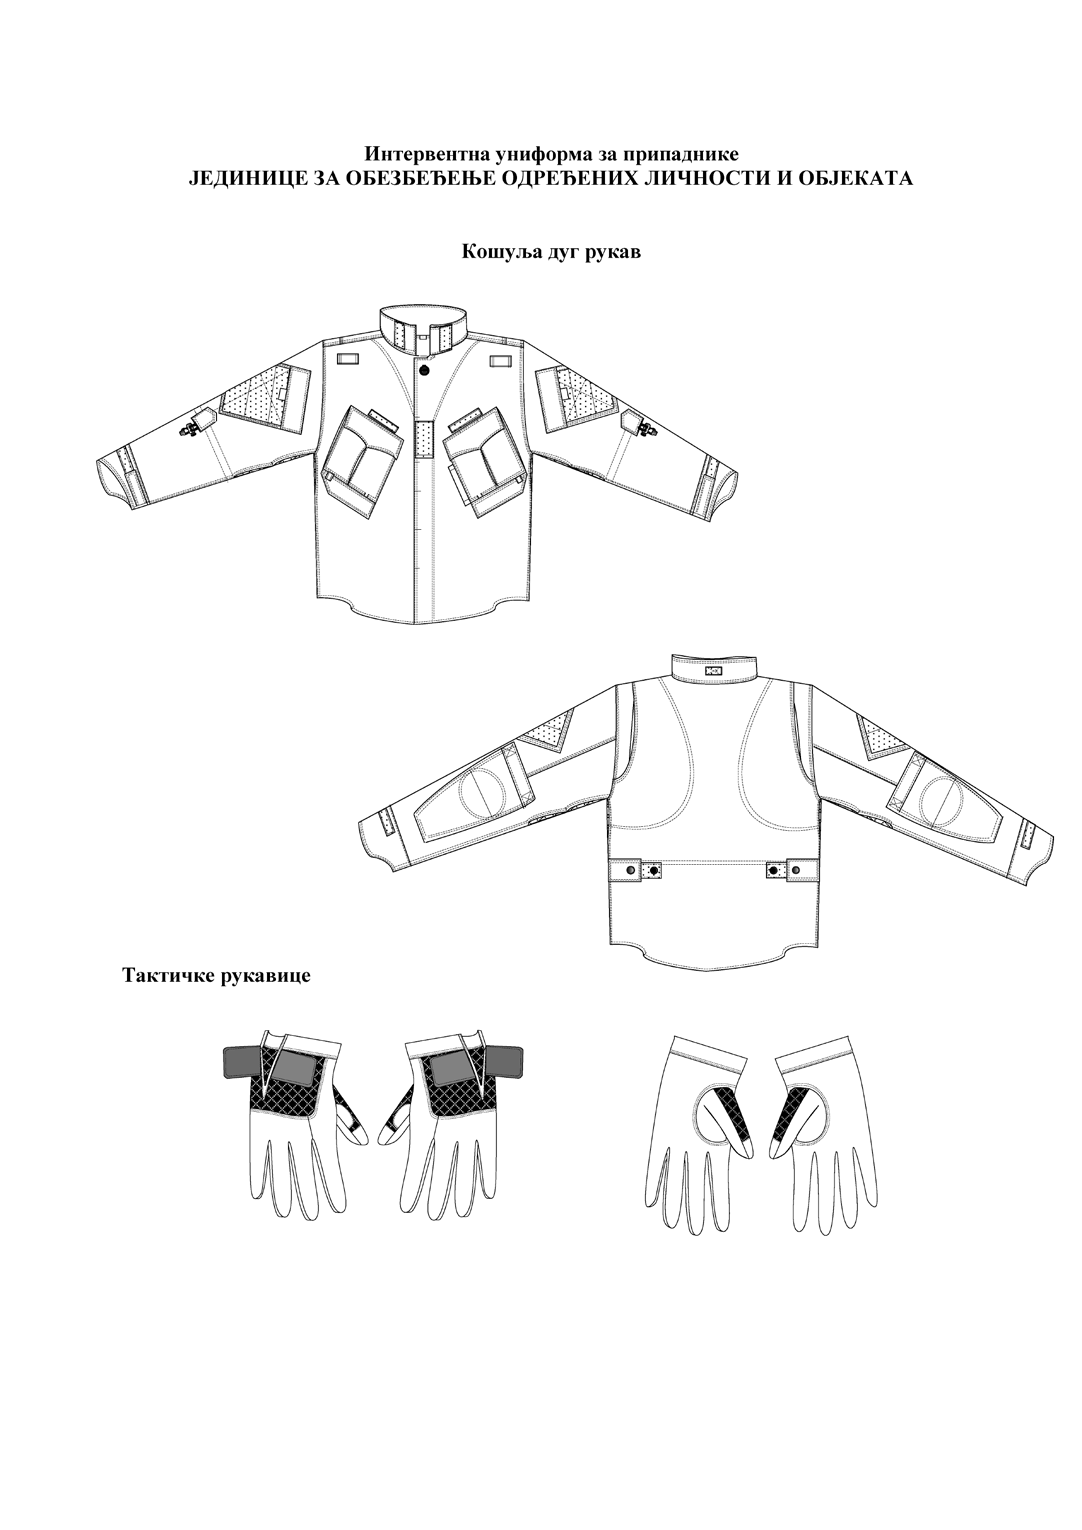 Интервентна униформа за припаднике
ЈЕДИНИЦЕ ЗА ОБЕЗБЕЂЕЊЕ ОДРЕЂЕНИХ ЛИЧНОСТИ И ОБЈЕКАТА
Кошуља дуг рукав
Тактичке рукавице